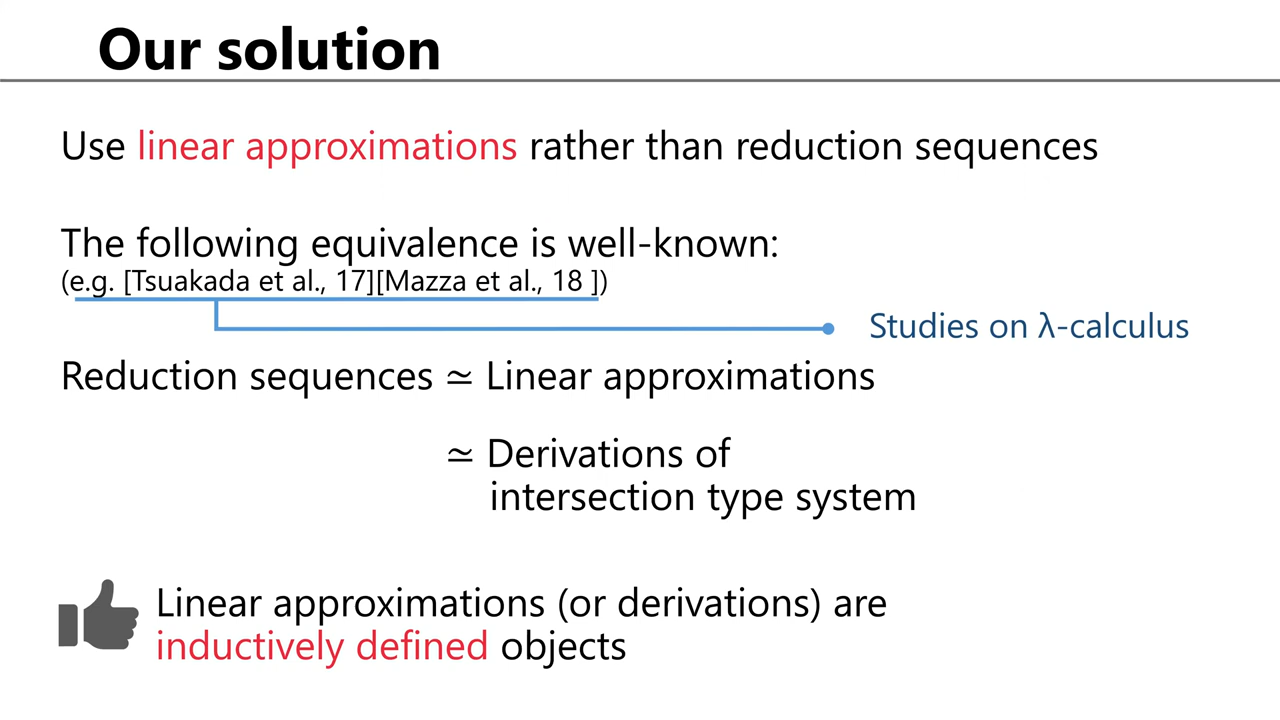 Our solution
Use linear approximations rather than reduction sequences
The following equivalence is well-known:
(e.g. [Tsuakada et al., 17][Mazza et al., 18 ])
Studies on λ-calculus
Reduction sequences ≃ Linear approximations
≃ Derivations of
intersection type system
Linear approximations (or derivations) are
inductively defined objects